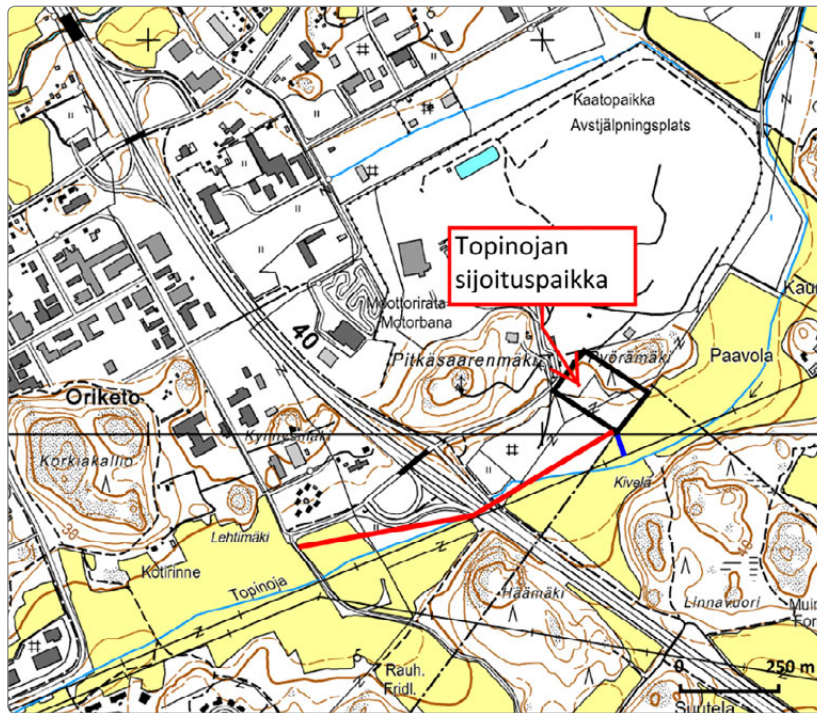 Kaatopaikka
Avstjälpningsplats
Topinojan
sijoituspaikka
Moottorirata
Motorbana
40
Pitkäsaarenmäki
Pyörämäki
Paavola
Oriketo
Korkiakallio
Kivelä
Lehtimäki
Kotirinne
Topinoja
Häämäki
Linnavuori
Rauh.
Fridl.
0 250 m
Suutela